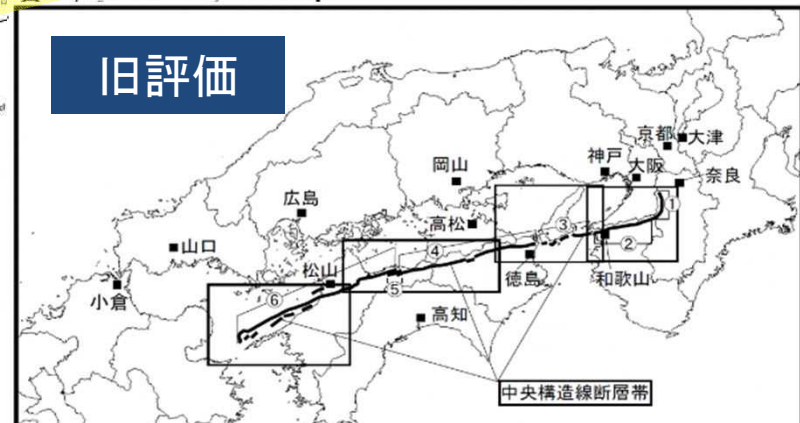 旧評価
京都
大津
神戸
大阪
奈良
岡山
広島
高松
①
③
②
④
山口
松山
徳島
和歌山
⑤
⑥
小倉
高知
中央構造線断層帯